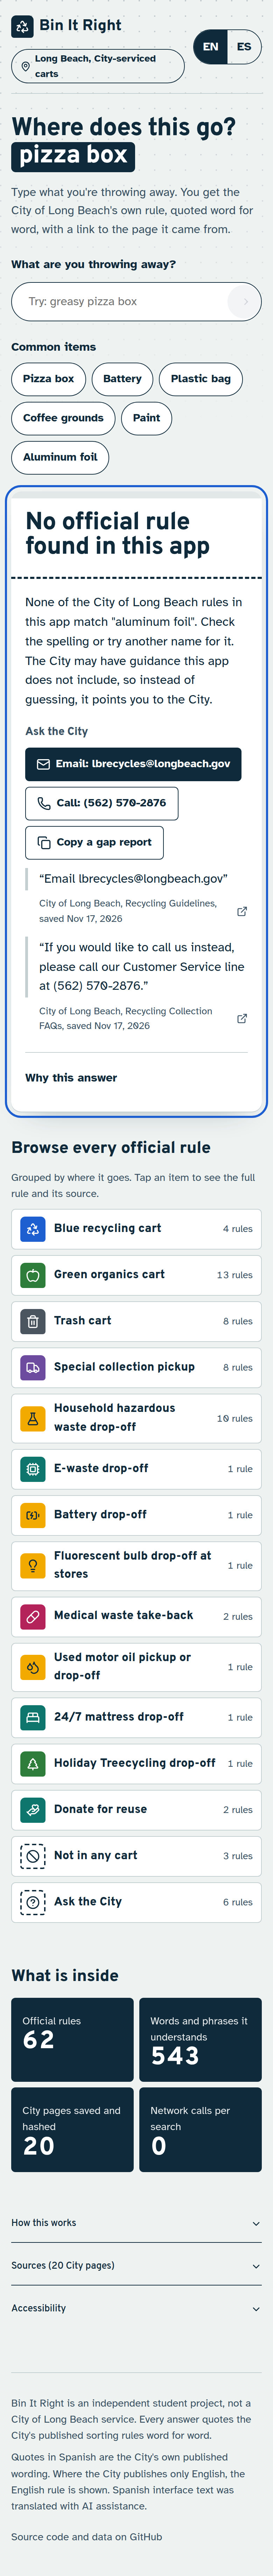 Bin It Right
Long Beach, City-serviced
carts
EN
ES
Where does this go?
pizza box
Type what you're throwing away. You get the
City of Long Beach's own rule, quoted word for
word, with a link to the page it came from.
What are you throwing away?
Try: greasy pizza box
Common items
Pizza box
Battery
Plastic bag
Coffee grounds
Paint
Aluminum foil
No official rule
found in this app
None of the City of Long Beach rules in
this app match "aluminum foil". Check
the spelling or try another name for it.
The City may have guidance this app
does not include, so instead of
guessing, it points you to the City.
Ask the City
Email: lbrecycles@longbeach.gov
Call: (562) 570-2876
Copy a gap report
“Email lbrecycles@longbeach.gov”
City of Long Beach, Recycling Guidelines,
saved Nov 17, 2026
“If you would like to call us instead,
please call our Customer Service line
at (562) 570-2876.”
City of Long Beach, Recycling Collection
FAQs, saved Nov 17, 2026
Why this answer
Browse every official rule
Grouped by where it goes. Tap an item to see the full
rule and its source.
Blue recycling cart
4 rules
Green organics cart
13 rules
Trash cart
8 rules
Special collection pickup
8 rules
Household hazardous
waste drop-off
10 rules
E-waste drop-off
1 rule
Battery drop-off
1 rule
Fluorescent bulb drop-off at
stores
1 rule
Medical waste take-back
2 rules
Used motor oil pickup or
drop-off
1 rule
24/7 mattress drop-off
1 rule
Holiday Treecycling drop-off
1 rule
Donate for reuse
2 rules
Not in any cart
3 rules
Ask the City
6 rules
What is inside
Official rules
62
Words and phrases it
understands
543
City pages saved and
hashed
20
Network calls per
search
0
How this works
Sources (20 City pages)
Accessibility
Bin It Right is an independent student project, not a
City of Long Beach service. Every answer quotes the
City's published sorting rules word for word.
Quotes in Spanish are the City's own published
wording. Where the City publishes only English, the
English rule is shown. Spanish interface text was
translated with AI assistance.
Source code and data on GitHub